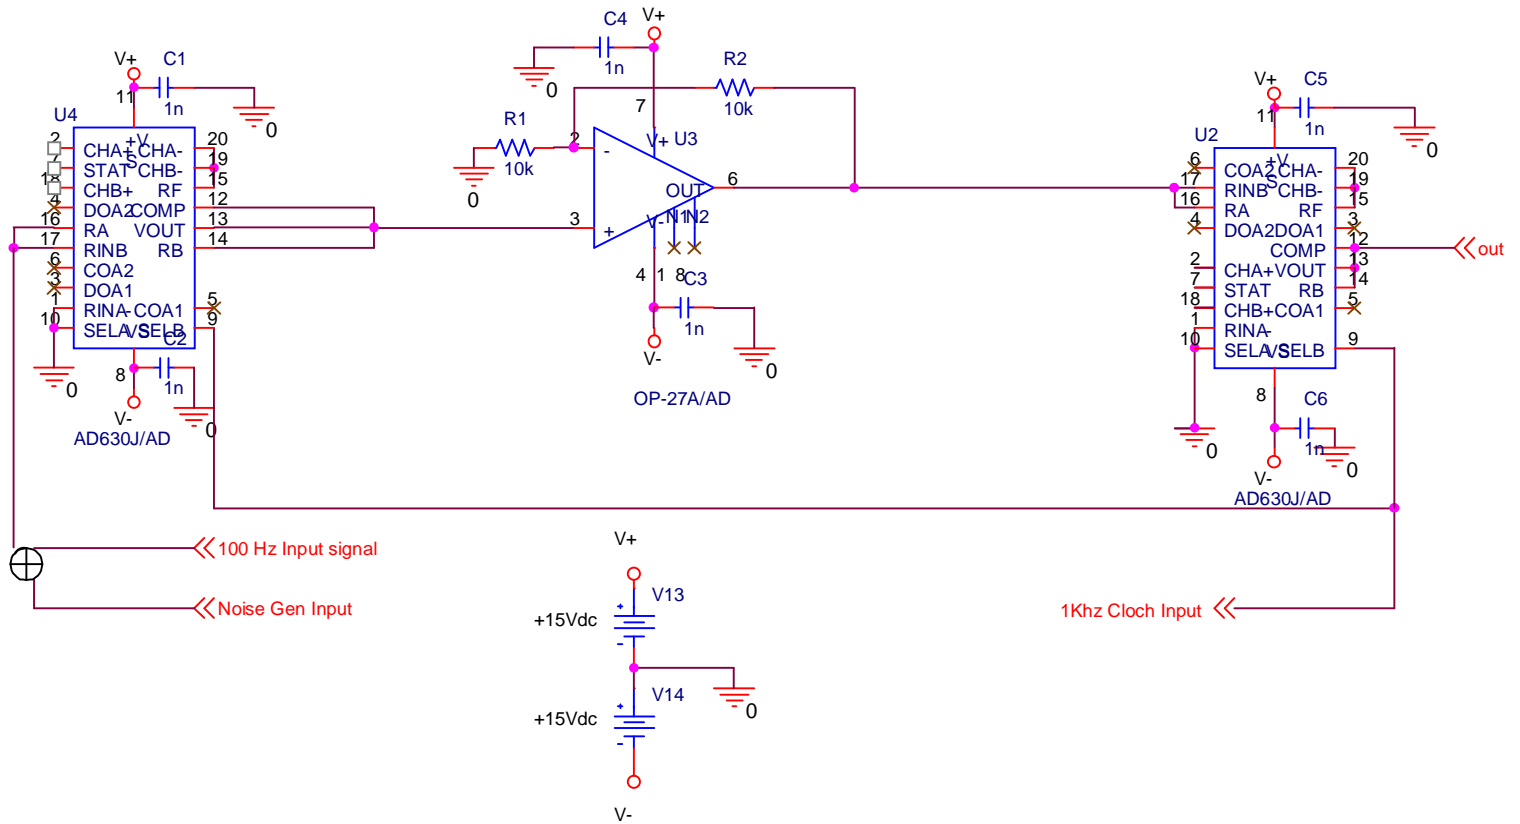 V+
C1
11
1n
0
U4
2
CHA+
+V
S
CHA-
20
7
STAT
CHB-
19
18
CHB+
RF
15
4
DOA2
COMP
12
16
RA
VOUT
13
17
RINB
RB
14
6
COA2
3
DOA1
1
RINA-
COA1
5
10
SELA
-VS
SELB
9
0
8
C2
1n
0
V-
AD630J/AD
C4
V+
1n
0
R2
10k
7
R1
10k
0
2
-
V+
U3
OUT
6
3
+
V-
N1
N2
4
1
8
C3
1n
0
V-
OP-27A/AD
V+
C5
11
1n
0
U2
6
COA2
+V
S
CHA-
20
17
RINB
CHB-
19
16
RA
RF
15
4
DOA2
DOA1
3
COMP
12
out
2
CHA+
VOUT
13
7
STAT
RB
14
18
CHB+
COA1
5
1
RINA-
10
SELA
-VS
SELB
9
0
8
C6
1n
0
V-
AD630J/AD
100 Hz Input signal
Noise Gen Input
1Khz Cloch Input
V+
V13
+
+15Vdc
-
0
V14
+
+15Vdc
-
V-